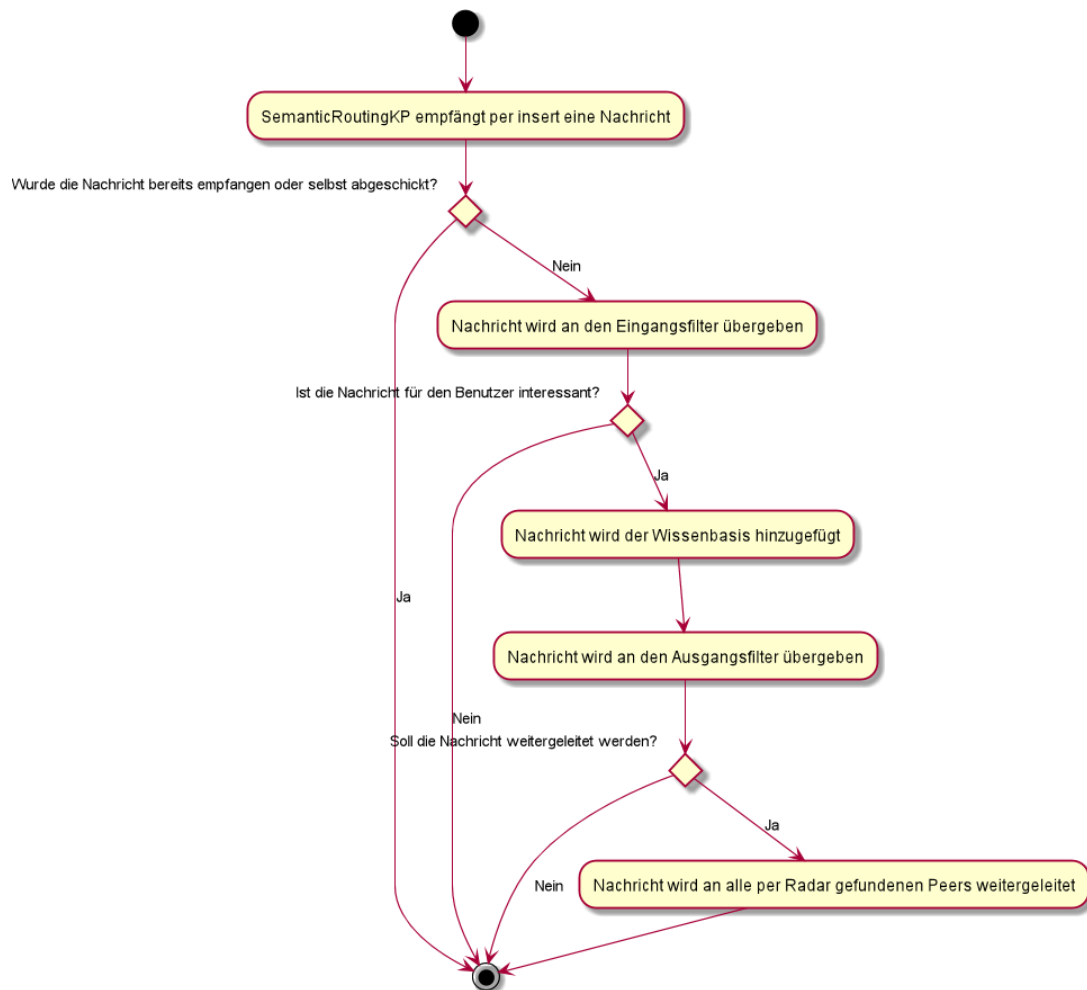 SemanticRoutingKP empfängt per insert eine Nachricht
Wurde die Nachricht bereits empfangen oder selbst abgeschickt?
Nein
Nachricht wird an den Eingangsfilter übergeben
Ist die Nachricht für den Benutzer interessant?
Ja
Nachricht wird der Wissenbasis hinzugefügt
Ja
Nachricht wird an den Ausgangsfilter übergeben
Nein
Soll die Nachricht weitergeleitet werden?
Ja
Nein
Nachricht wird an alle per Radar gefundenen Peers weitergeleitet